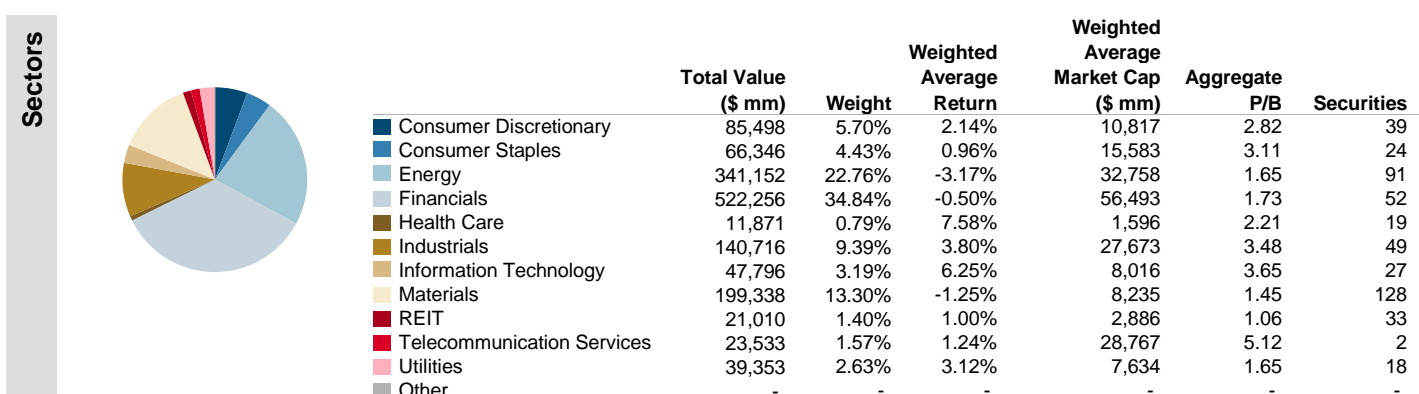 Sectors
Weighted
Weighted Average
Total Value Average Market Cap Aggregate
($ mm) Weight Return ($ mm) P/B Securities
Consumer Discretionary 85,498 5.70% 2.14% 10,817 2.82 39
Consumer Staples 66,346 4.43% 0.96% 15,583 3.11 24
Energy 341,152 22.76% -3.17% 32,758 1.65 91
Financials 522,256 34.84% -0.50% 56,493 1.73 52
Health Care 11,871 0.79% 7.58% 1,596 2.21 19
Industrials 140,716 9.39% 3.80% 27,673 3.48 49
Information Technology 47,796 3.19% 6.25% 8,016 3.65 27
Materials 199,338 13.30% -1.25% 8,235 1.45 128
REIT 21,010 1.40% 1.00% 2,886 1.06 33
Telecommunication Services 23,533 1.57% 1.24% 28,767 5.12 2
Utilities 39,353 2.63% 3.12% 7,634 1.65 18
Other - - - - - -